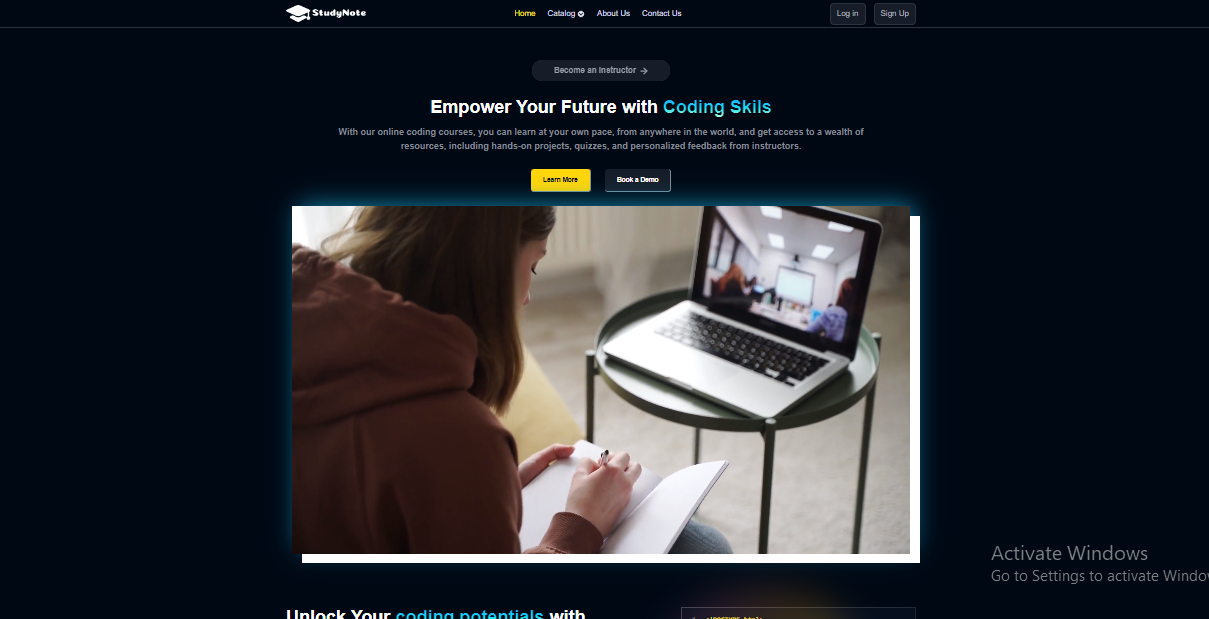 StudyNote
Home Catalog About Us Contact Us
Log in Sign Up
Become an Instructor
Empower Your Future with Coding Skils
With our online coding courses, you can learn at your own pace, from anywhere in the world, and get access to a wealth of
resources, including hands-on projects, quizzes, and personalized feedback from instructors.
Learn More Book a Demo
Activate Windows
Go to Settings to activate Windo
Unlock Your coding potentials with